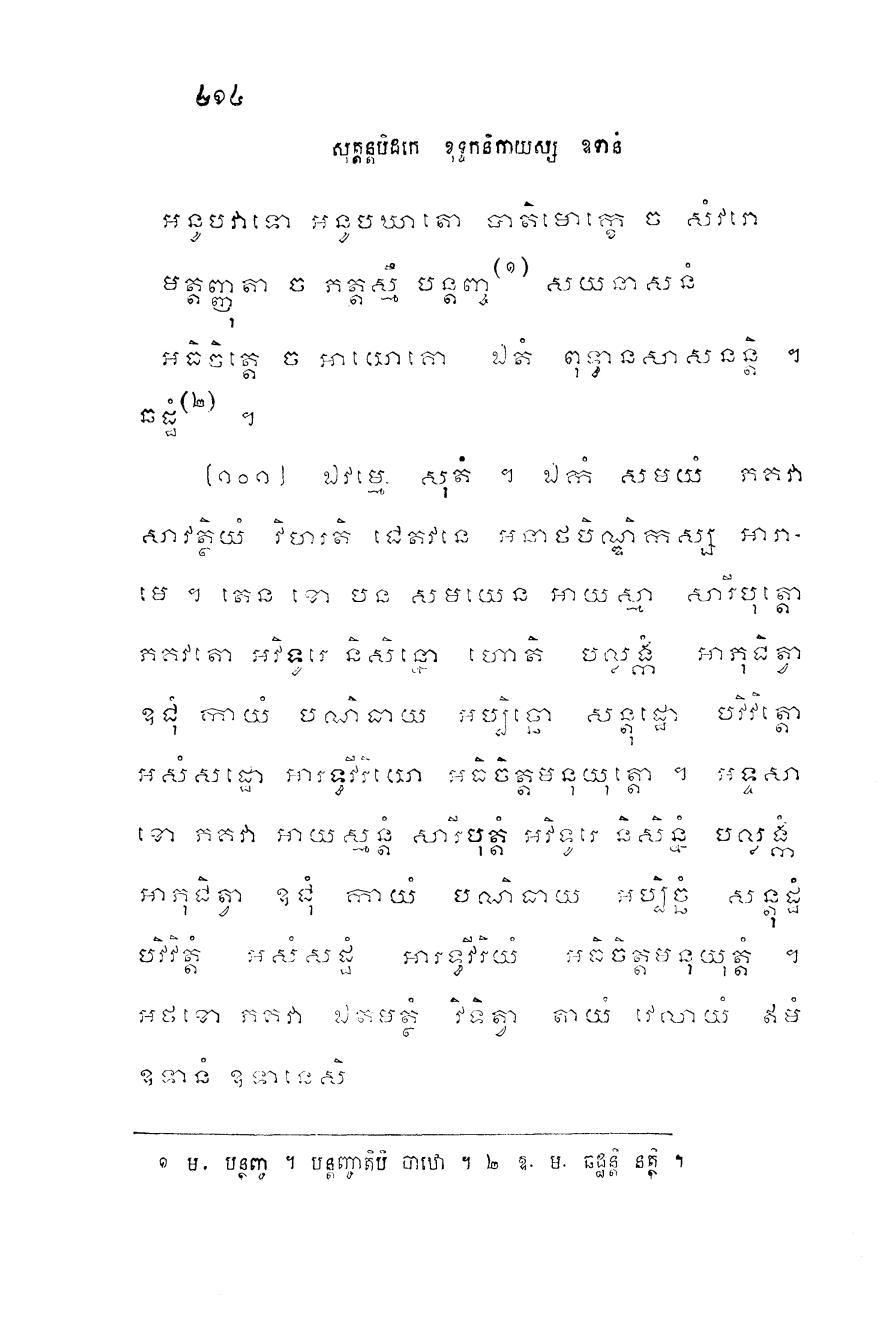 ២១៤
សុត្តន្តបិដកេ ខុទ្ទកនិកាយស្ស ឧទានំ
អនូបវាទោ អនូបឃាតោ បាតិមោក្ខេ ច សំវរោ
មត្តញ្ញុតា ច ភត្តស្មឹ បន្តញ្ច(១) សយនាសនំ
អធិចិត្តេ ច អាយោគោ ឯតំ ពុទ្ធានសាសនន្តិ ។
ឆដ្ឋំ(២) ។
[១០១] ឯវម្មេ សុតំ ។ ឯកំ សមយំ ភគវា
សាវត្ថិយំ វិហរតិ ជេតវនេ អនាថបិណ្ឌិកស្ស អារា-
មេ ។ តេន ខោ បន សមយេន អាយស្មា សារីបុត្តោ
ភគវតោ អវិទូរេ និសិន្នោ ហោតិ បល្លង្កំ អាភុជិត្វា
ឧជុំ កាយំ បណិធាយ អប្បិច្ឆោ សន្តុដ្ឋោ បវិវិត្តោ
អសំសដ្ឋោ អារទ្ធវីរិយោ អធិចិត្តមនុយុត្តោ ។ អទ្ទសា
ខោ ភគវា អាយស្មន្តំ សារីបុត្តំ អវិទូរេ និសិន្នំ បល្លង្កំ
អាភុជិត្វា ឧជុំ កាយំ បណិធាយ អប្បិច្ឆំ សន្តុដ្ឋំ
បវិវិត្តំ អសំសដ្ឋំ អារទ្ធវីរិយំ អធិចិត្តមនុយុត្តំ ។
អថខោ ភគវា ឯតមត្ថំ វិទិត្វា តាយំ វេលាយំ ឥមំ
ឧទានំ ឧទានេសិ
១ ម. បន្ថញ្ច ។ បន្តញ្ចាតិបិ បាឋោ ។ ២ ឱ. ម. ឆដ្ឋន្តិ នត្ថិ ។